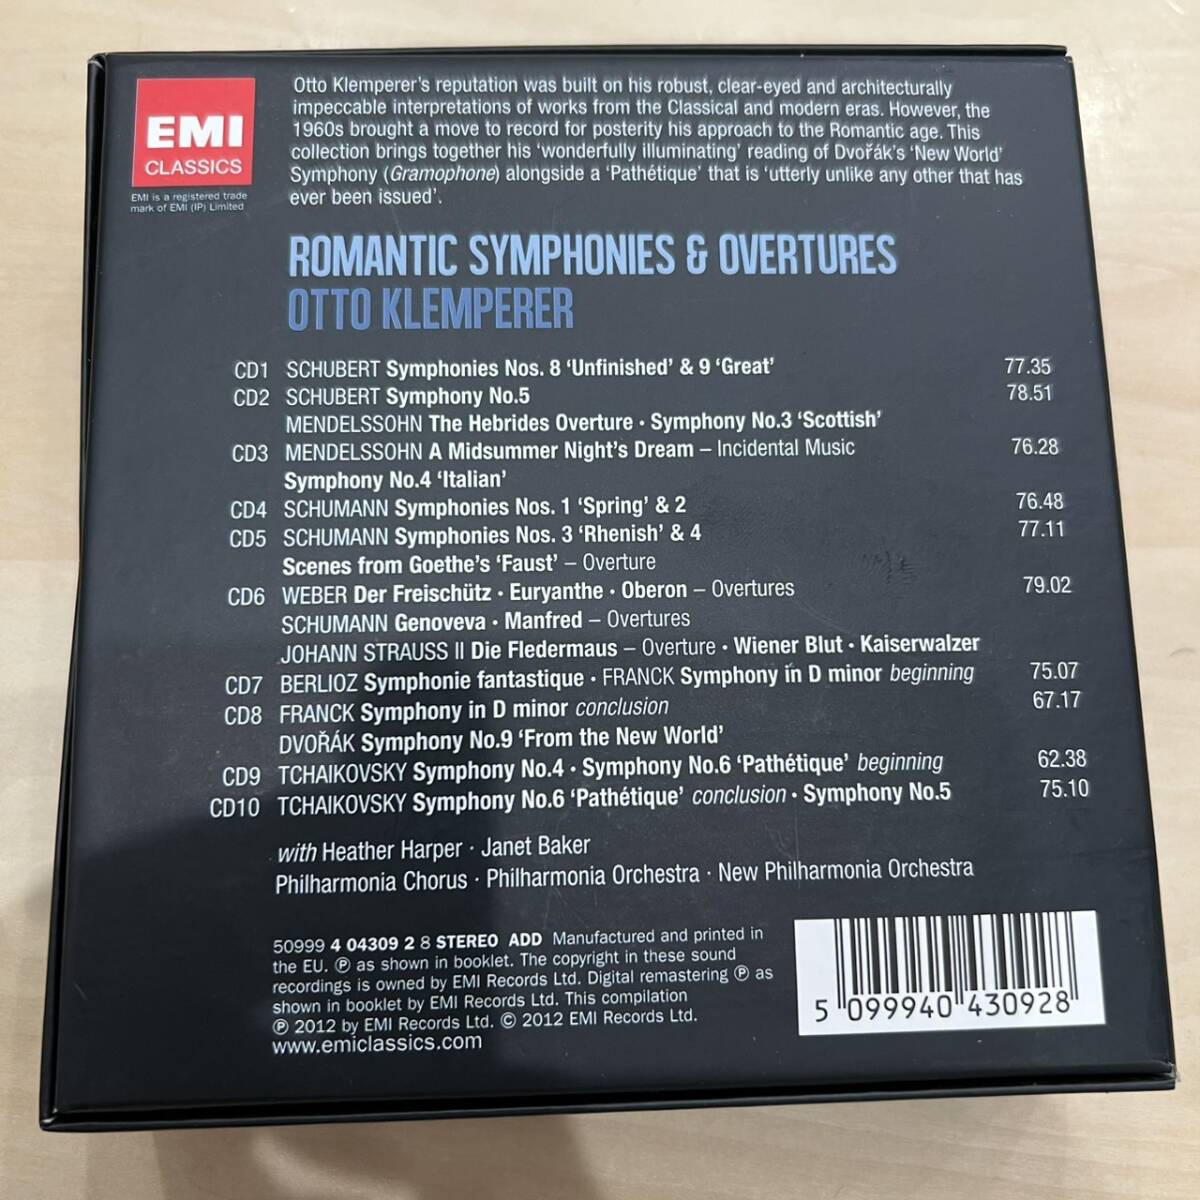 EMI
CLASSICS
EMI is a registered trade
mark of EMI (IP) Limited
Otto Klemperer's reputation was built on his robust, clear-eyed and architecturally
impeccable interpretations of works from the Classical and modern eras. However, the
1960s brought a move to record for posterity his approach to the Romantic age. This
collection brings together his 'wonderfully illuminating' reading of Dvořák's 'New World'
Symphony (Gramophone) alongside a 'Pathétique' that is 'utterly unlike any other that has
ever been issued'.
ROMANTIC SYMPHONIES & OVERTURES
OTTO KLEMPERER
CD1 SCHUBERT Symphonies Nos. 8 'Unfinished' & 9 'Great' 77.35
CD2 SCHUBERT Symphony No.5 78.51
MENDELSSOHN The Hebrides Overture · Symphony No.3 'Scottish'
CD3 MENDELSSOHN A Midsummer Night's Dream – Incidental Music 76.28
Symphony No.4 'Italian'
CD4 SCHUMANN Symphonies Nos. 1 'Spring' & 2 76.48
CD5 SCHUMANN Symphonies Nos. 3 'Rhenish' & 4 77.11
Scenes from Goethe's 'Faust' – Overture
CD6 WEBER Der Freischütz · Euryanthe · Oberon – Overtures 79.02
SCHUMANN Genoveva · Manfred – Overtures
JOHANN STRAUSS II Die Fledermaus – Overture · Wiener Blut · Kaiserwalzer
CD7 BERLIOZ Symphonie fantastique · FRANCK Symphony in D minor beginning 75.07
CD8 FRANCK Symphony in D minor conclusion 67.17
DVOŘÁK Symphony No.9 'From the New World'
CD9 TCHAIKOVSKY Symphony No.4 · Symphony No.6 'Pathétique' beginning 62.38
CD10 TCHAIKOVSKY Symphony No.6 'Pathétique' conclusion · Symphony No.5 75.10
with Heather Harper · Janet Baker
Philharmonia Chorus · Philharmonia Orchestra · New Philharmonia Orchestra
50999 4 04309 2 8 STEREO ADD Manufactured and printed in
the EU. ℗ as shown in booklet. The copyright in these sound
recordings is owned by EMI Records Ltd. Digital remastering ℗ as
shown in booklet by EMI Records Ltd. This compilation
℗ 2012 by EMI Records Ltd. © 2012 EMI Records Ltd.
www.emiclassics.com
5 099940 430928